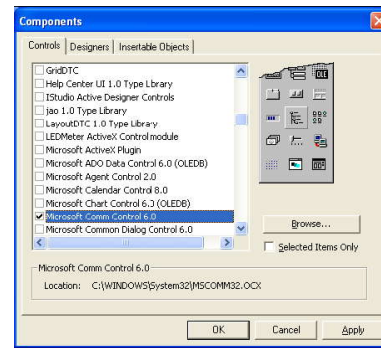 Components
Controls Designers Insertable Objects
GridDTC
Help Center UI 1.0 Type Library
IStudio Active Designer Controls
jao 1.0 Type Library
LayoutDTC 1.0 Type Library
LEDMeter ActiveX Control module
Microsoft ActiveX Plugin
Microsoft ADO Data Control 6.0 (OLEDB)
Microsoft Agent Control 2.0
Microsoft Calendar Control 8.0
Microsoft Chart Control 6.0 (OLEDB)
Microsoft Comm Control 6.0
Microsoft Common Dialog Control 6.0
OLE
Browse...
Selected Items Only
Microsoft Comm Control 6.0
Location: C:\WINDOWS\System32\MSCOMM32.OCX
OK Cancel Apply